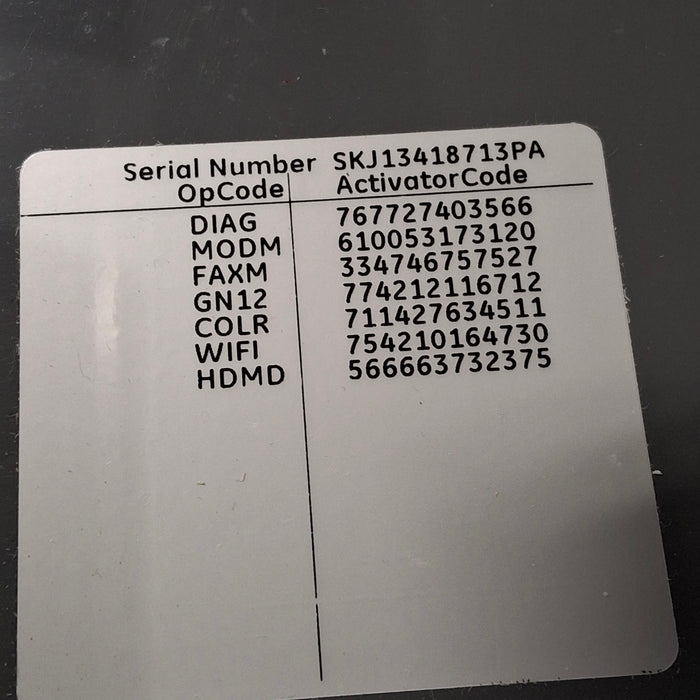 Serial Number SKJ13418713PA
OpCode ActivatorCode
DIAG 767727403566
MODM 610053173120
FAXM 334746757527
GN12 774212116712
COLR 711427634511
WIFI 754210164730
HDMD 566663732375